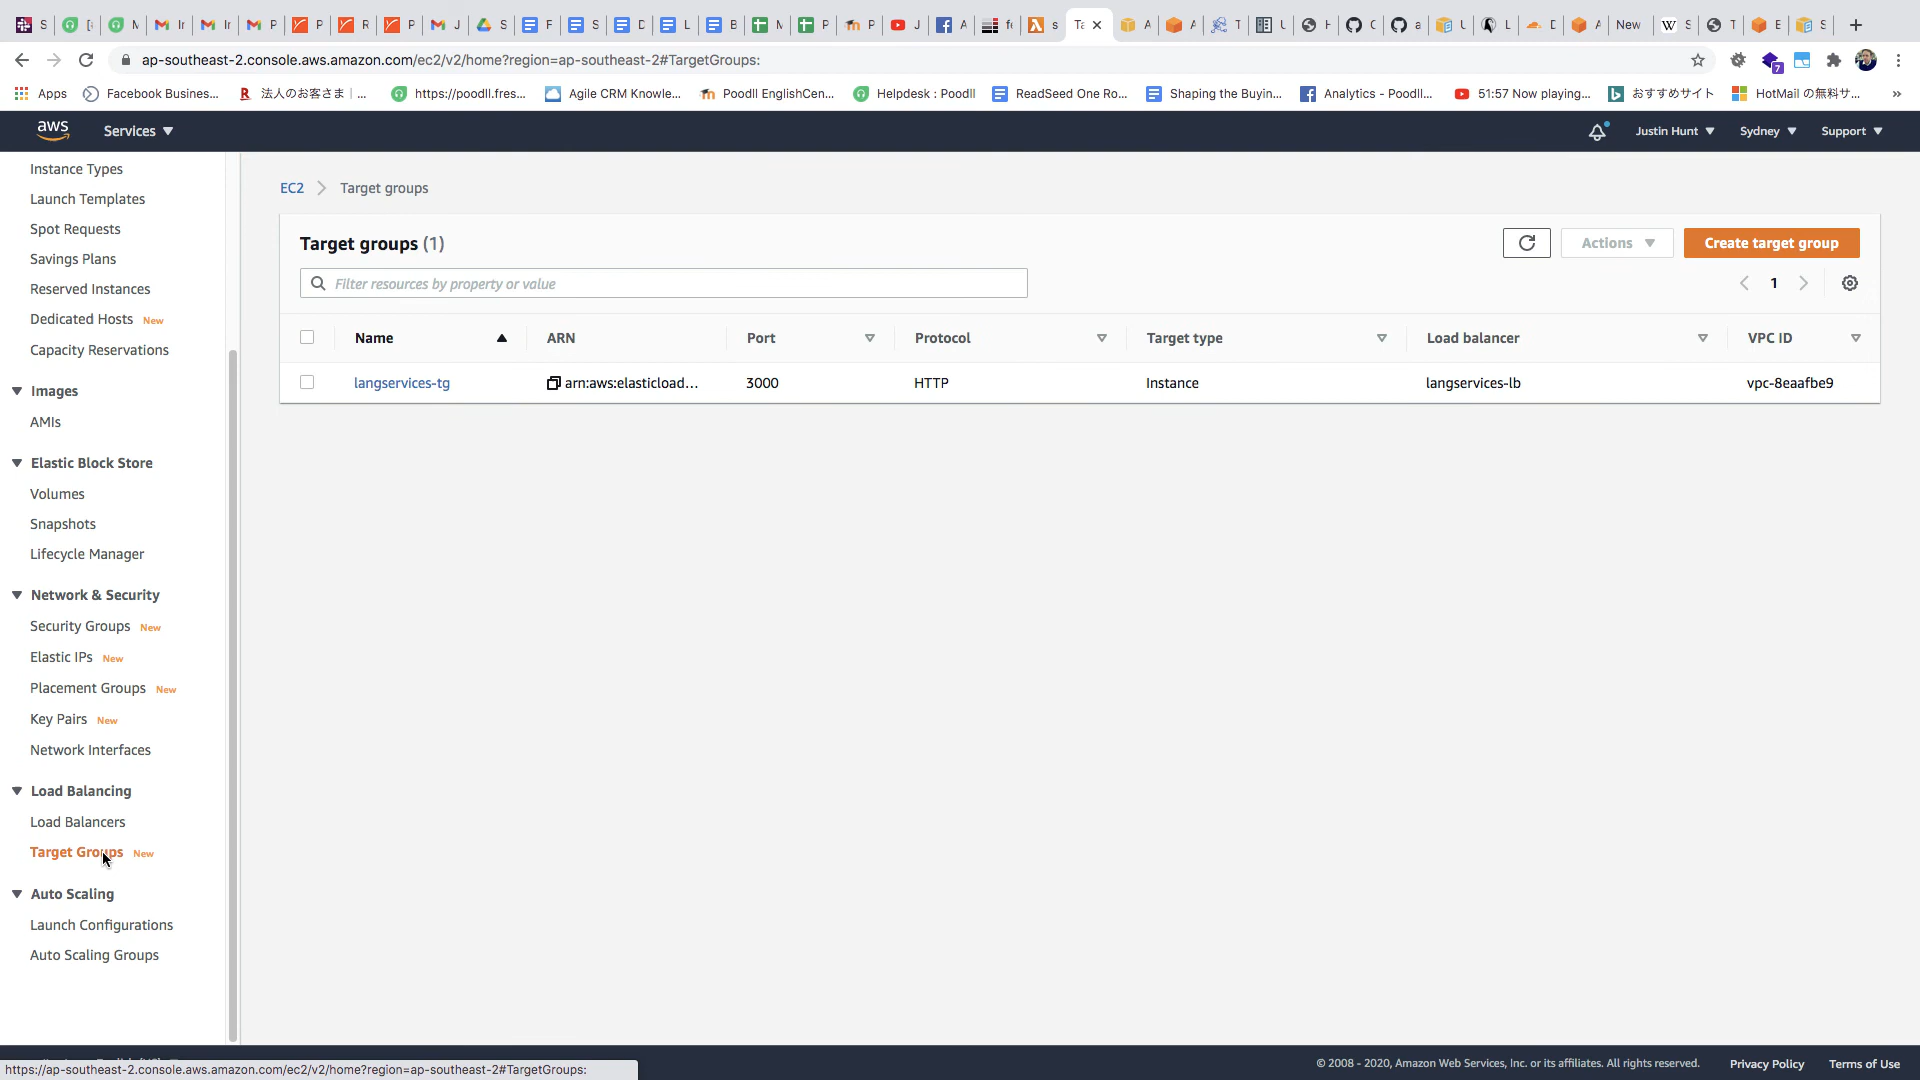 S
M
Ir
Ir
P
P
R
P
J
S
F
S
D
L
B
M
P
P
J
A
fe
s
Ta
A
A
T
U
H
C
a
U
L
D
A
New
S
T
E
S
ap-southeast-2.console.aws.amazon.com/ec2/v2/home?region=ap-southeast-2#TargetGroups:
7
Apps
Facebook Business...
法人のお客さま | ...
https://poodll.fres...
Agile CRM Knowle...
Poodll EnglishCen...
Helpdesk : Poodll
ReadSeed One Ro...
Shaping the Buyin...
Analytics - Poodll...
51:57 Now playing...
おすすめサイト
HotMail の無料サ...
»
aws
Services
Justin Hunt
Sydney
Support
Instance Types
Launch Templates
Spot Requests
Savings Plans
Reserved Instances
Dedicated Hosts New
Capacity Reservations
Images
AMIs
Elastic Block Store
Volumes
Snapshots
Lifecycle Manager
Network & Security
Security Groups New
Elastic IPs New
Placement Groups New
Key Pairs New
Network Interfaces
Load Balancing
Load Balancers
Target Groups New
Auto Scaling
Launch Configurations
Auto Scaling Groups
EC2 > Target groups
Target groups (1)
Actions
Create target group
Filter resources by property or value
1
Name ARN Port Protocol Target type Load balancer VPC ID
langservices-tg arn:aws:elasticload... 3000 HTTP Instance langservices-lb vpc-8eaafbe9
https://ap-southeast-2.console.aws.amazon.com/ec2/v2/home?region=ap-southeast-2#TargetGroups:
© 2008 - 2020, Amazon Web Services, Inc. or its affiliates. All rights reserved.
Privacy Policy
Terms of Use